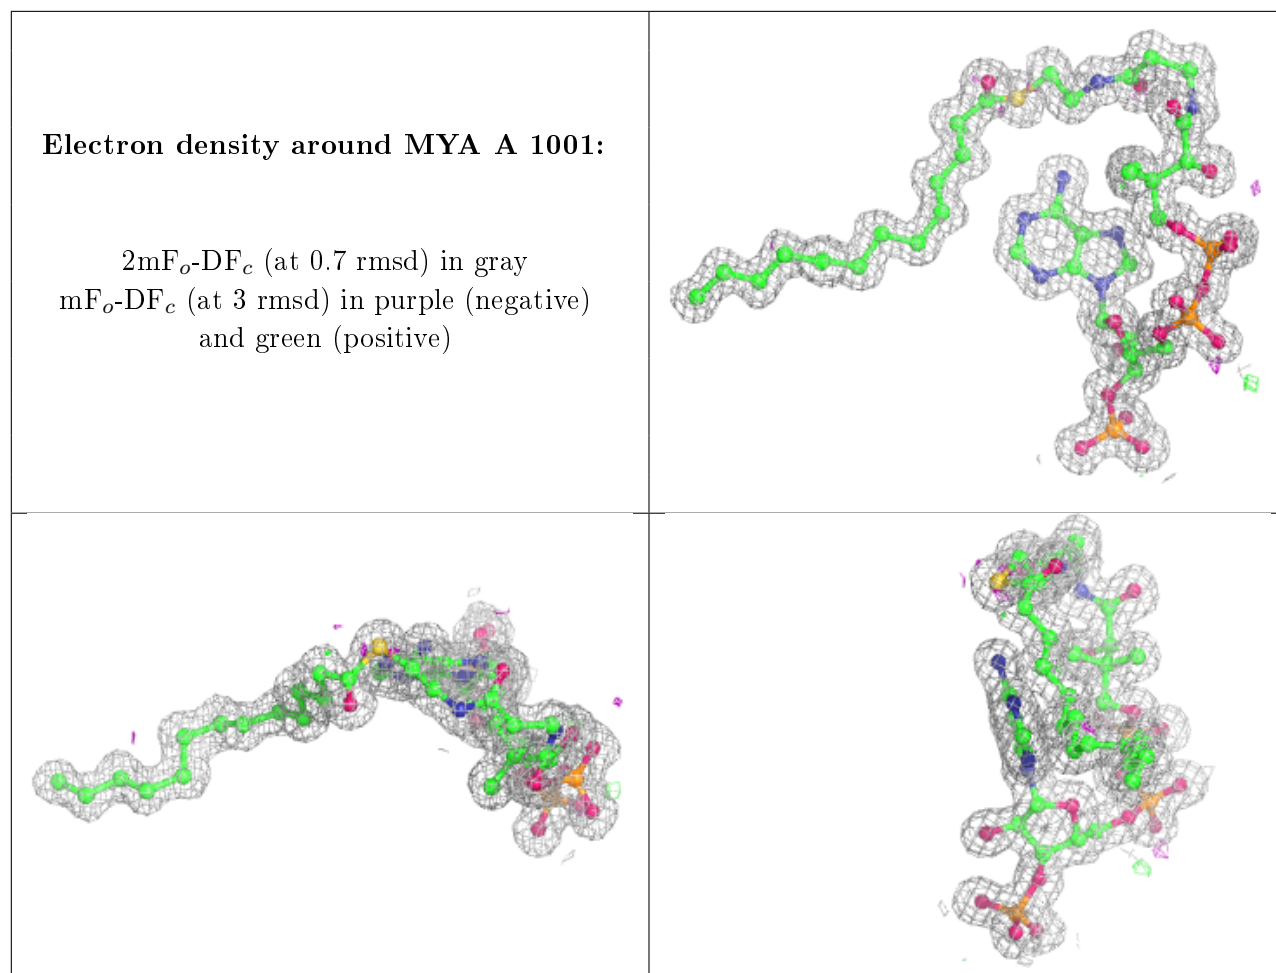 Electron density around MYA A 1001:
2mFo-DFc (at 0.7 rmsd) in gray
mFo-DFc (at 3 rmsd) in purple (negative)
and green (positive)